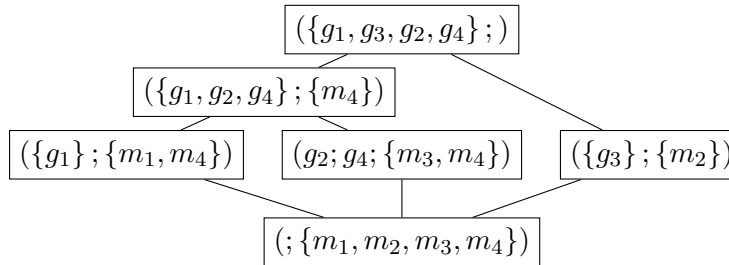 ({g₁, g₃, g₂, g₄} ; )
({g₁, g₂, g₄} ; {m₄})
({g₁} ; {m₁, m₄})
(g₂; g₄; {m₃, m₄})
({g₃} ; {m₂})
(; {m₁, m₂, m₃, m₄})